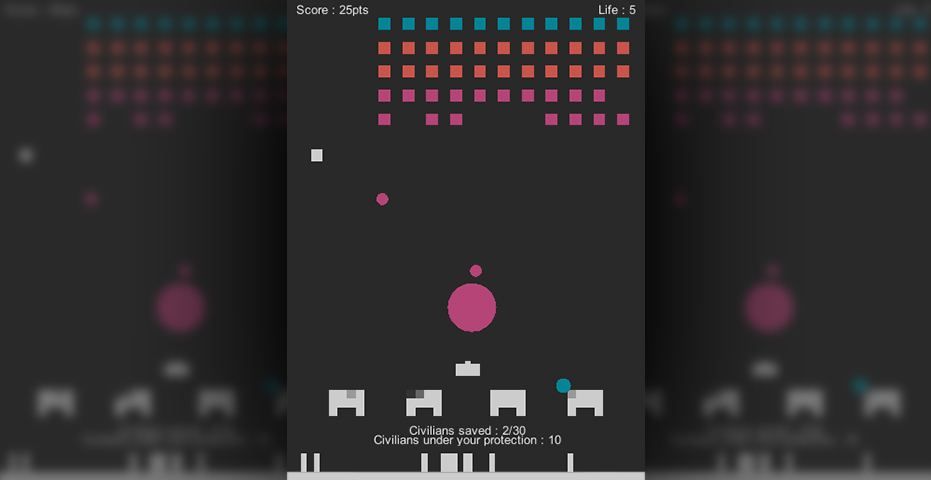 Score : 25pts
Life : 5
Civilians saved : 2/30
Civilians under your protection : 10